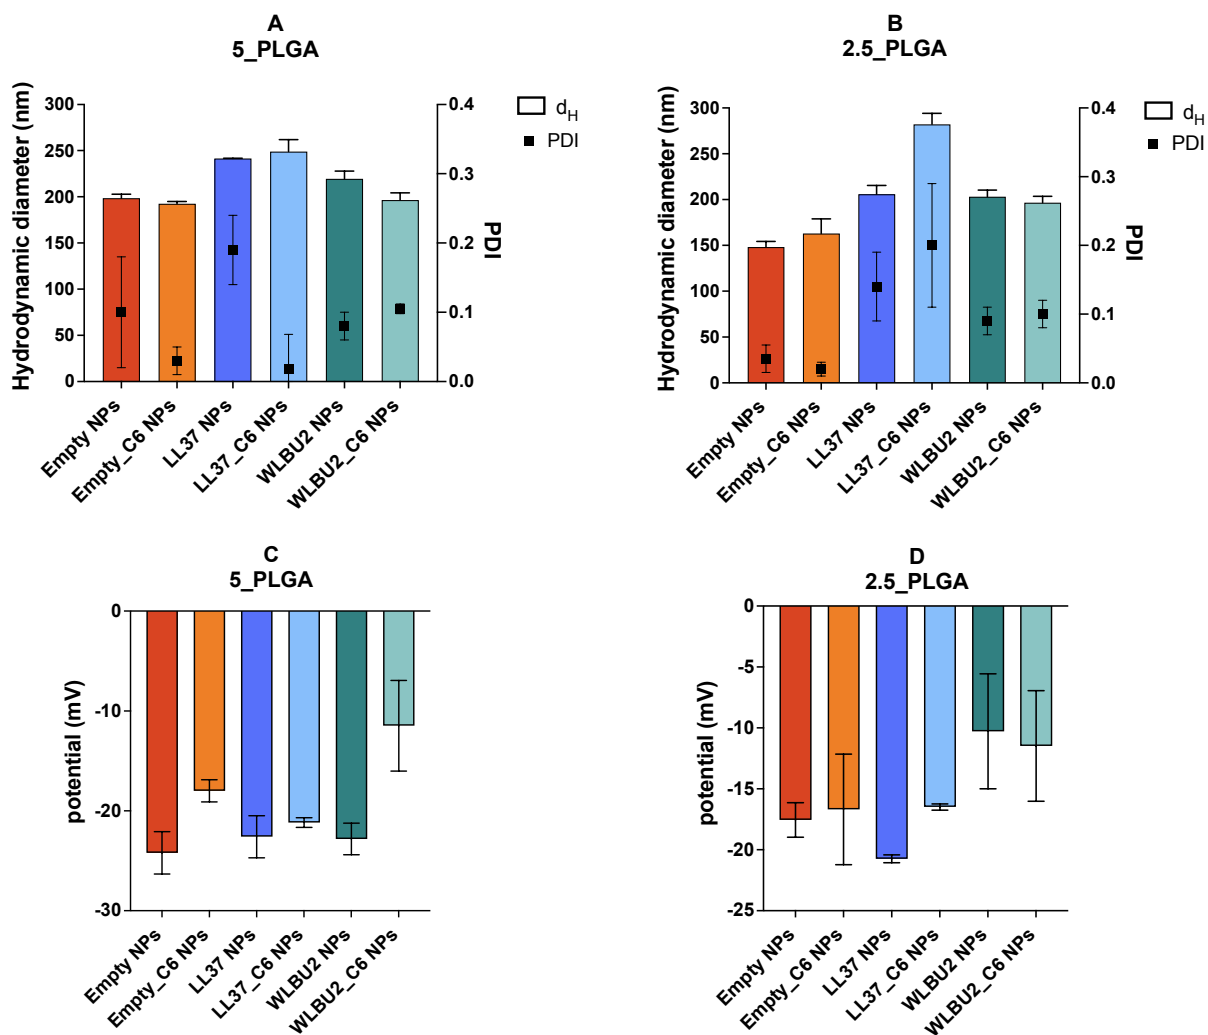 A
5_PLGA
Hydrodynamic diameter (nm)
300
250
200
150
100
50
0
0.4
0.3
0.2
0.1
0.0
PDI
dH
PDI
Empty NPs
Empty_C6 NPs
LL37 NPs
LL37_C6 NPs
WLBU2 NPs
WLBU2_C6 NPs
B
2.5_PLGA
Hydrodynamic diameter (nm)
300
250
200
150
100
50
0
0.4
0.3
0.2
0.1
0.0
PDI
dH
PDI
Empty NPs
Empty_C6 NPs
LL37 NPs
LL37_C6 NPs
WLBU2 NPs
WLBU2_C6 NPs
C
5_PLGA
potential (mV)
0
-10
-20
-30
Empty NPs
Empty_C6 NPs
LL37 NPs
LL37_C6 NPs
WLBU2 NPs
WLBU2_C6 NPs
D
2.5_PLGA
potential (mV)
0
-5
-10
-15
-20
-25
Empty NPs
Empty_C6 NPs
LL37 NPs
LL37_C6 NPs
WLBU2 NPs
WLBU2_C6 NPs